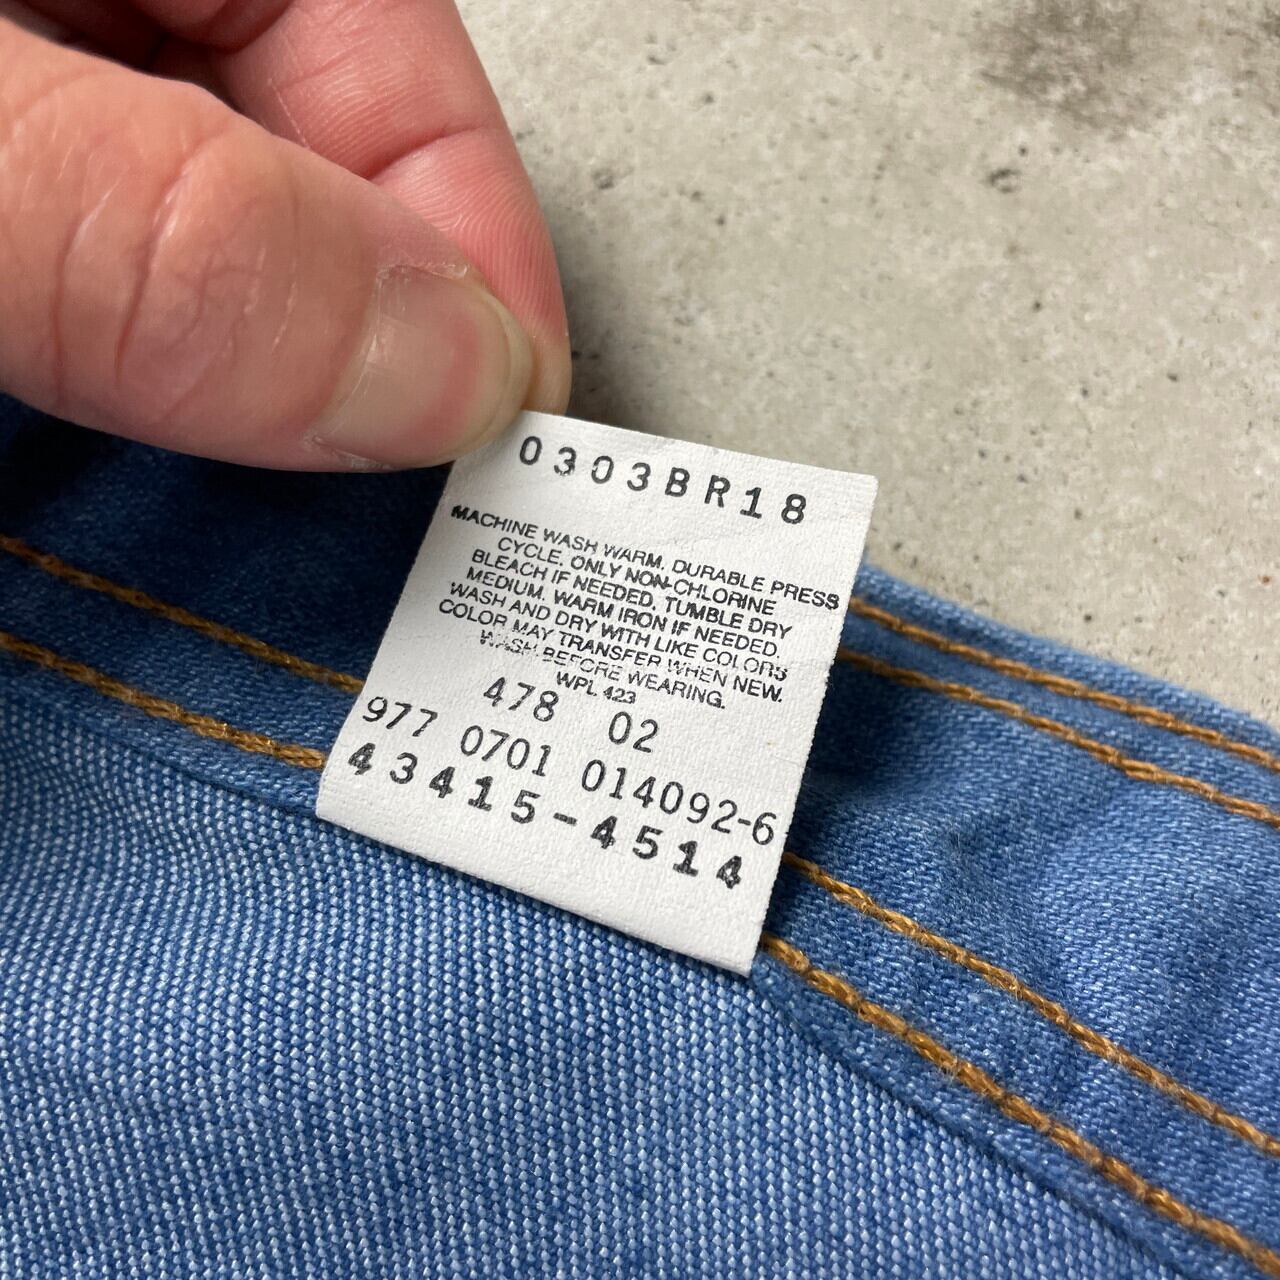 0303BR18
MACHINE WASH WARM. DURABLE PRESS
CYCLE. ONLY NON-CHLORINE
BLEACH IF NEEDED. TUMBLE DRY
MEDIUM. WARM IRON IF NEEDED.
WASH AND DRY WITH LIKE COLORS
COLOR MAY TRANSFER WHEN NEW.
WASH BEFORE WEARING.
WPL 423
478 02
977 0701 014092-6
43415-4514